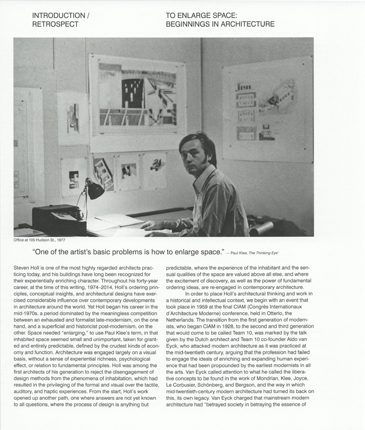 INTRODUCTION /
RETROSPECT
TO ENLARGE SPACE:
BEGINNINGS IN ARCHITECTURE
Office at 105 Hudson St., 1977
"One of the artist's basic problems is how to enlarge space." – Paul Klee, The Thinking Eye
Steven Holl is one of the most highly regarded architects prac-
ticing today, and his buildings have long been recognized for
their experientially enriching character. Throughout his forty-year
career, at the time of this writing, 1974–2014, Holl's ordering prin-
ciples, conceptual insights, and architectural designs have exer-
cised considerable influence over contemporary developments
in architecture around the world. Yet Holl began his career in the
mid-1970s, a period dominated by the meaningless competition
between an exhausted and formalist late-modernism, on the one
hand, and a superficial and historicist post-modernism, on the
other. Space needed "enlarging," to use Paul Klee's term, in that
inhabited space seemed small and unimportant, taken for grant-
ed and entirely predictable, defined by the crudest kinds of econ-
omy and function. Architecture was engaged largely on a visual
basis, without a sense of experiential richness, psychological
effect, or relation to fundamental principles. Holl was among the
first architects of his generation to reject the disengagement of
design methods from the phenomena of inhabitation, which had
resulted in the privileging of the formal and visual over the tactile,
auditory, and haptic experiences. From the start, Holl's work
opened up another path, one where answers are not yet known
to all questions, where the process of design is anything but
predictable, where the experience of the inhabitant and the sen-
sual qualities of the space are valued above all else, and where
the excitement of discovery, as well as the power of fundamental
ordering ideas, are re-engaged in contemporary architecture.
In order to place Holl's architectural thinking and work in
a historical and intellectual context, we begin with an event that
took place in 1959 at the final CIAM (Congrès Internationaux
d'Architecture Moderne) conference, held in Otterlo, the
Netherlands. The transition from the first generation of modern-
ists, who began CIAM in 1928, to the second and third generation
that would come to be called Team 10, was marked by the talk
given by the Dutch architect and Team 10 co-founder Aldo van
Eyck, who attacked modern architecture as it was practiced at
the mid-twentieth century, arguing that the profession had failed
to engage the ideals of enriching and expanding human experi-
ence that had been propounded by the earliest modernists in all
the arts. Van Eyck called attention to what he called the libera-
tive concepts to be found in the work of Mondrian, Klee, Joyce,
Le Corbusier, Schönberg, and Bergson, and the way in which
mid-twentieth-century modern architecture had turned its back on
this, its own legacy. Van Eyck charged that mainstream modern
architecture had "betrayed society in betraying the essence of